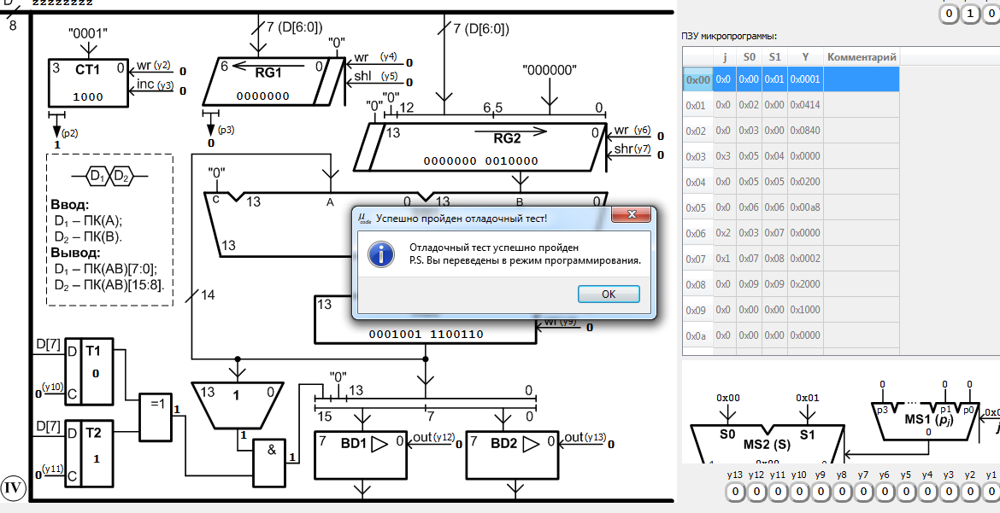 zzzzzzzz
8
"0001"
3 CT1 0
1000
wr (y2) 0
inc (y3) 0
(p2)
1
7 (D[6:0])
"0"
6 RG1 0
0000000
wr (y4) 0
shl (y5) 0
(p3)
0
7 (D[6:0])
"000000"
"0" "0" 12 6,5 0
13 RG2 0
0000000 0010000
wr (y6) 0
shr(y7) 0
D₁ D₂
Ввод:
D₁ – ПК(А);
D₂ – ПК(В).
Вывод:
D₁ – ПК(АВ)[7:0];
D₂ – ПК(АВ)[15:8].
"0"
C 13 A 0 13 B 0
13
μcode Успешно пройден отладочный тест!
Отладочный тест успешно пройден
P.S. Вы переведены в режим программирования.
OK
14
13
0001001 1100110
wr (y9) 0
D[7] D T1
0
0 (y10) C
D[7] D T2
1
0 (y11) C
=1 1
13 1 0
1
& 1
"0" 13 0
15 7 0
7 BD1 0 out(y12) 0
7 BD2 0 out(y13) 0
IV
0 1 0
ПЗУ микропрограммы:
j S0 S1 Y Комментарий
0x00 0x0 0x00 0x01 0x0001
0x01 0x0 0x02 0x00 0x0414
0x02 0x0 0x03 0x00 0x0840
0x03 0x3 0x05 0x04 0x0000
0x04 0x0 0x05 0x05 0x0200
0x05 0x0 0x06 0x06 0x00a8
0x06 0x2 0x03 0x07 0x0000
0x07 0x1 0x07 0x08 0x0002
0x08 0x0 0x09 0x09 0x2000
0x09 0x0 0x00 0x00 0x1000
0x0a 0x0 0x00 0x00 0x0000
0x00 0x01
S0 S1
MS2 (S)
0 0 0
p3 ... p1 p0
MS1 (pj)
0
j
y13 y12 y11 y10 y9 y8 y7 y6 y5 y4 y3 y2 y1
0 0 0 0 0 0 0 0 0 0 0 0 0